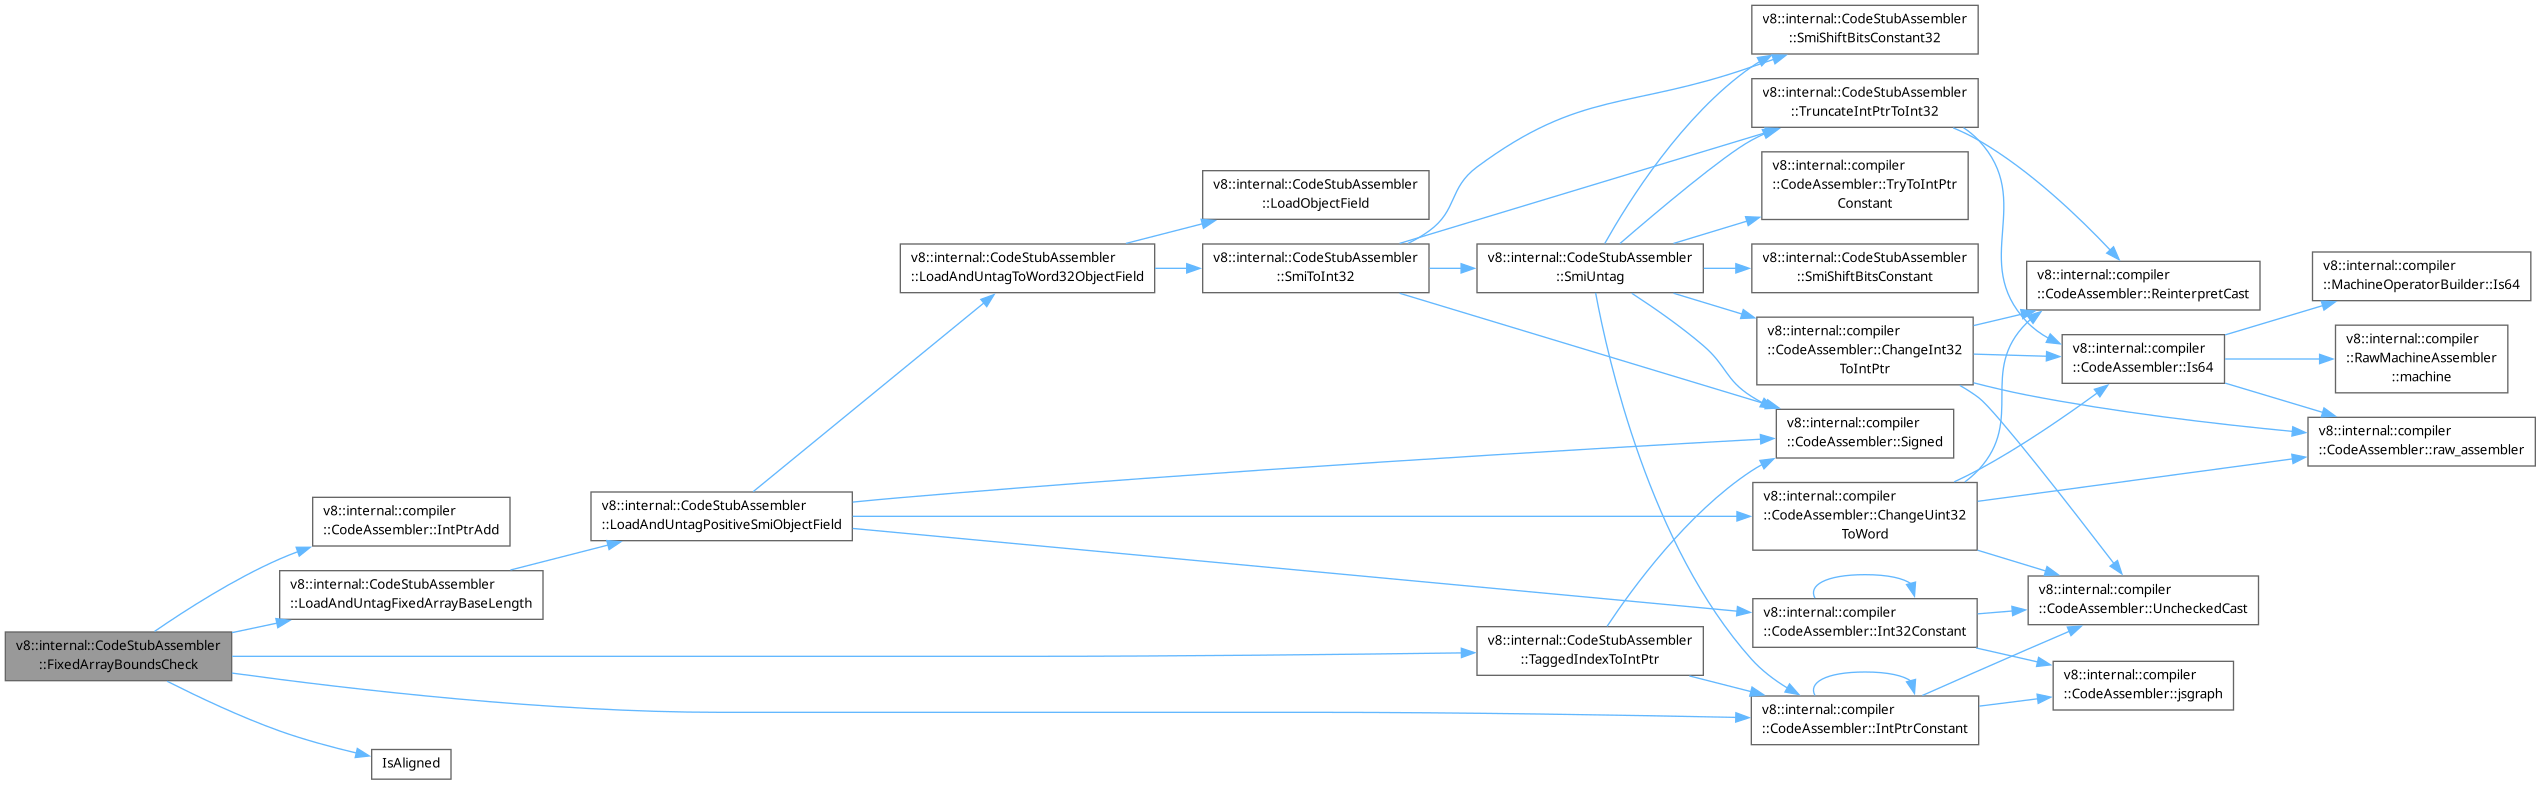 v8::internal::CodeStubAssembler
::FixedArrayBoundsCheck
v8::internal::compiler
::CodeAssembler::IntPtrAdd
v8::internal::CodeStubAssembler
::LoadAndUntagFixedArrayBaseLength
IsAligned
v8::internal::CodeStubAssembler
::LoadAndUntagPositiveSmiObjectField
v8::internal::CodeStubAssembler
::LoadAndUntagToWord32ObjectField
v8::internal::CodeStubAssembler
::LoadObjectField
v8::internal::CodeStubAssembler
::SmiToInt32
v8::internal::CodeStubAssembler
::SmiUntag
v8::internal::CodeStubAssembler
::TaggedIndexToIntPtr
v8::internal::CodeStubAssembler
::SmiShiftBitsConstant32
v8::internal::CodeStubAssembler
::TruncateIntPtrToInt32
v8::internal::compiler
::CodeAssembler::TryToIntPtr
Constant
v8::internal::CodeStubAssembler
::SmiShiftBitsConstant
v8::internal::compiler
::CodeAssembler::ChangeInt32
ToIntPtr
v8::internal::compiler
::CodeAssembler::Signed
v8::internal::compiler
::CodeAssembler::ChangeUint32
ToWord
v8::internal::compiler
::CodeAssembler::Int32Constant
v8::internal::compiler
::CodeAssembler::IntPtrConstant
v8::internal::compiler
::CodeAssembler::ReinterpretCast
v8::internal::compiler
::CodeAssembler::Is64
v8::internal::compiler
::CodeAssembler::UncheckedCast
v8::internal::compiler
::CodeAssembler::jsgraph
v8::internal::compiler
::MachineOperatorBuilder::Is64
v8::internal::compiler
::RawMachineAssembler
::machine
v8::internal::compiler
::CodeAssembler::raw_assembler